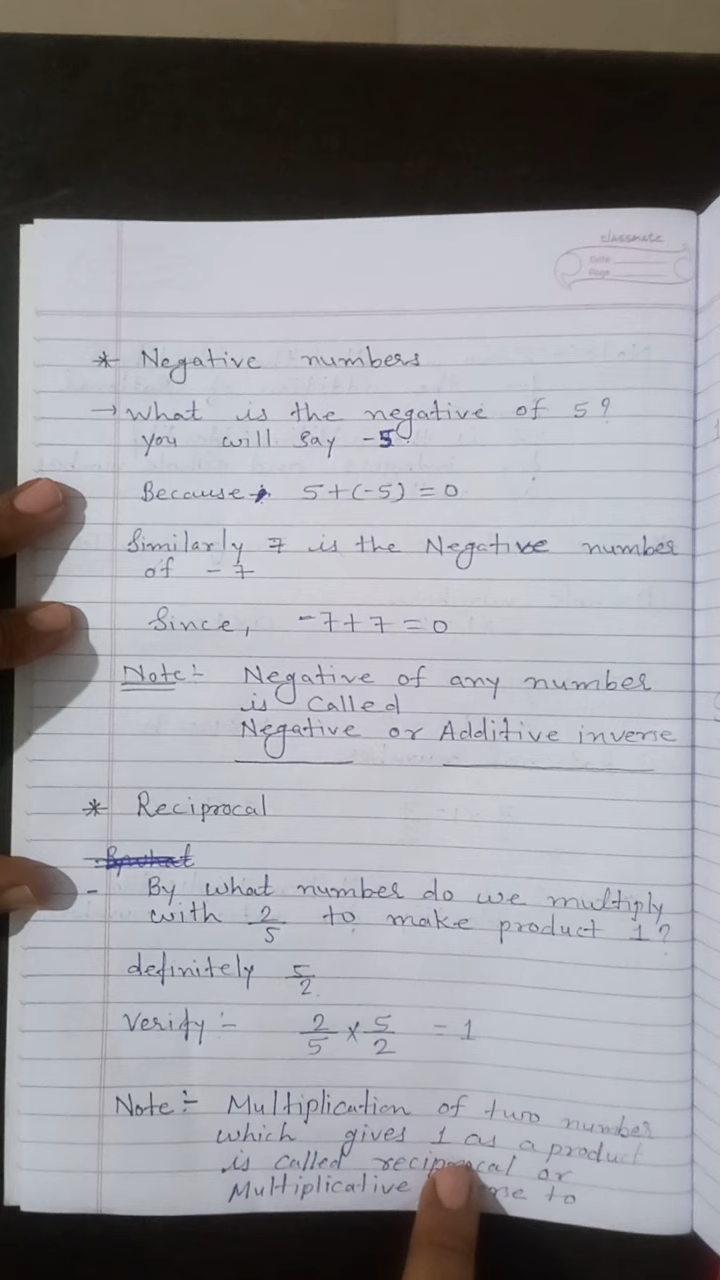 classmate
Date
Page
* Negative numbers
→ What is the negative of 5?
you will say -5
Because 5+(-5) = 0
Similarly 7 is the Negative number
of -7
Since, -7+7 = 0
Note:- Negative of any number
is called
Negative or Additive inverse
* Reciprocal
- By what number do we multiply
with 2/5 to make product 1?
definitely 5/2
Verify:- 2/5 × 5/2 = 1
Note:- Multiplication of two number
which gives 1 as a product
is called reciprocal or
Multiplicative to